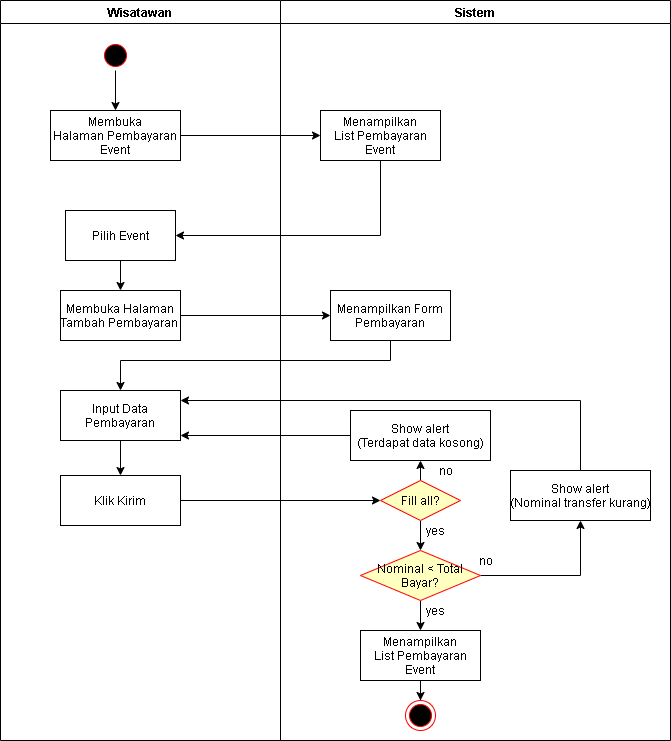 Wisatawan
Sistem
Membuka
Halaman Pembayaran
Event
Menampilkan
List Pembayaran
Event
Pilih Event
Membuka Halaman
Tambah Pembayaran
Menampilkan Form
Pembayaran
Input Data
Pembayaran
Show alert
(Terdapat data kosong)
no
Show alert
(Nominal transfer kurang)
Klik Kirim
Fill all?
yes
no
Nominal < Total
Bayar?
yes
Menampilkan
List Pembayaran
Event